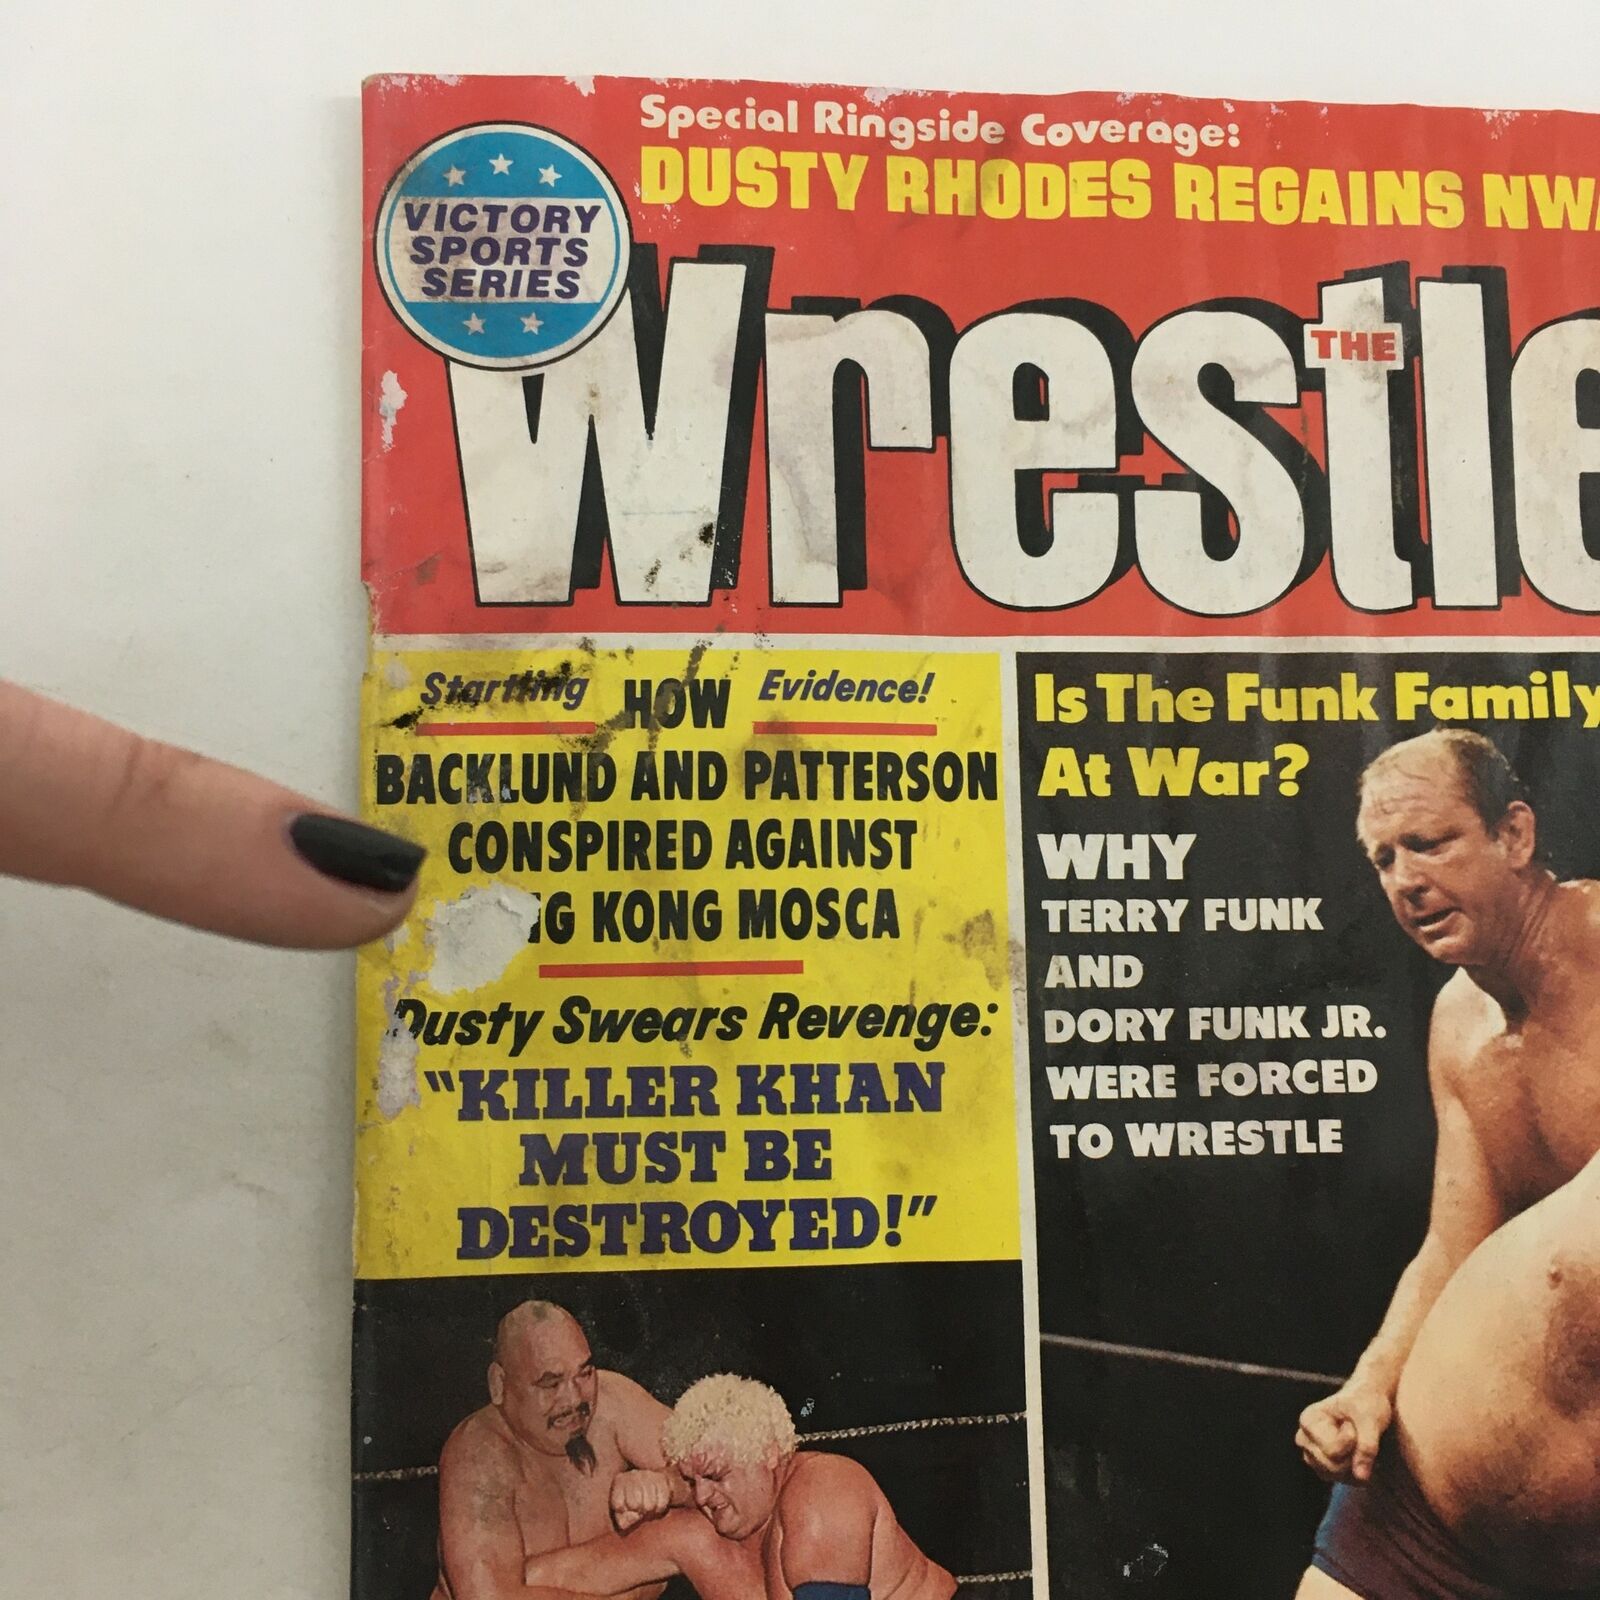 Special Ringside Coverage:
DUSTY RHODES REGAINS NW
VICTORY
SPORTS
SERIES
THE
Wrestle
Startling HOW Evidence!
BACKLUND AND PATTERSON
CONSPIRED AGAINST
KONG MOSCA
Dusty Swears Revenge:
"KILLER KHAN
MUST BE
DESTROYED!"
Is The Funk Family
At War?
WHY
TERRY FUNK
AND
DORY FUNK JR.
WERE FORCED
TO WRESTLE